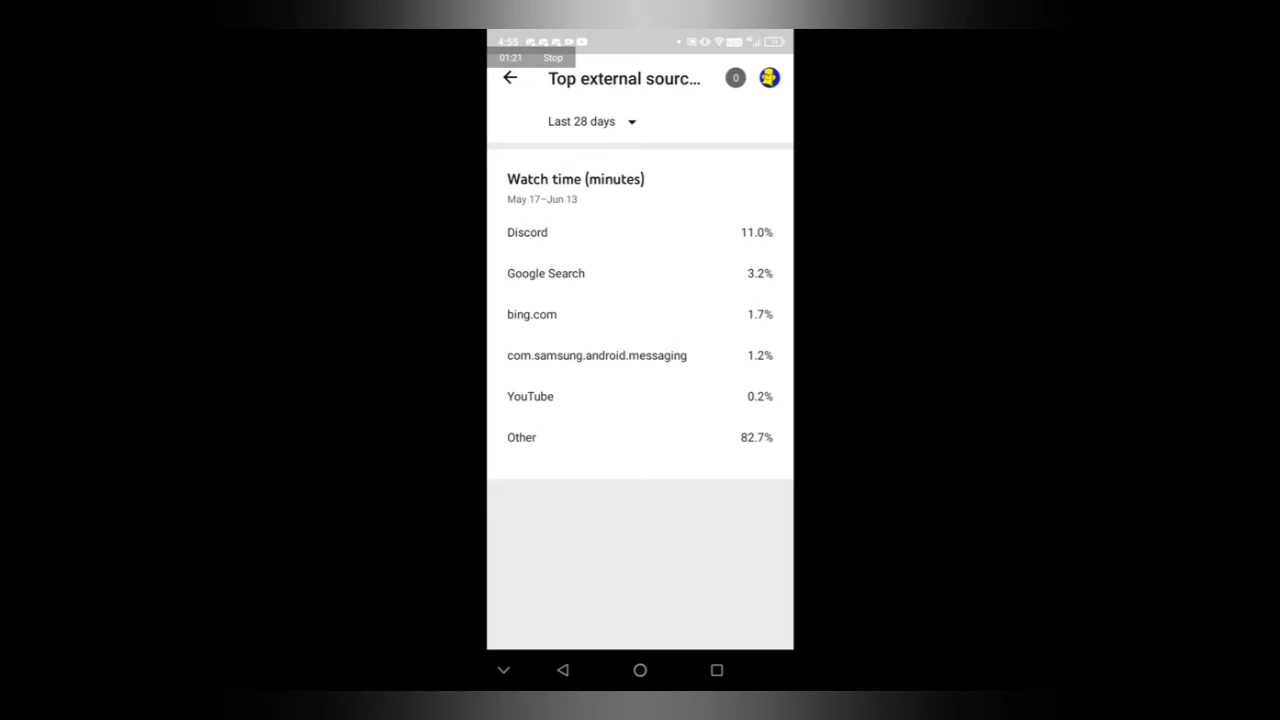 4:55
01:21 Stop
Top external sourc... 0
Last 28 days
Watch time (minutes)
May 17–Jun 13
Discord 11.0%
Google Search 3.2%
bing.com 1.7%
com.samsung.android.messaging 1.2%
YouTube 0.2%
Other 82.7%